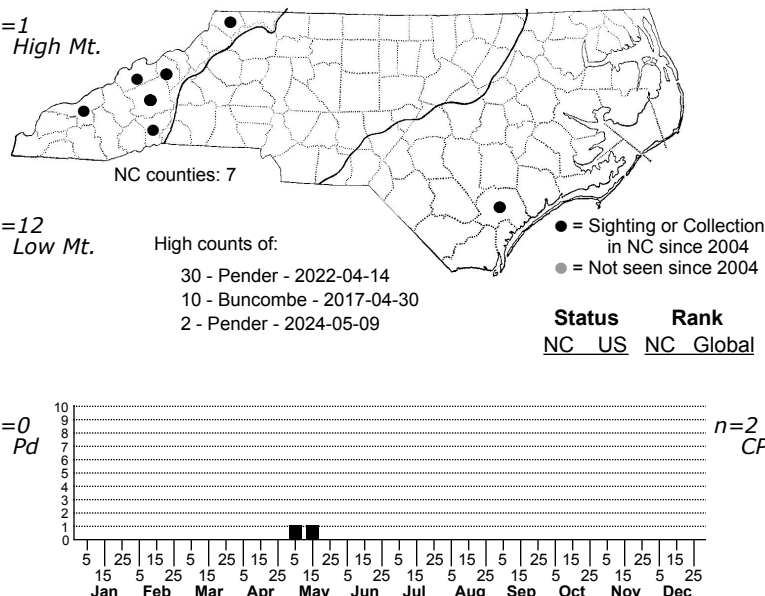 =1
High Mt.
NC counties: 7
=12
Low Mt.
High counts of:
30 - Pender - 2022-04-14
10 - Buncombe - 2017-04-30
2 - Pender - 2024-05-09
= Sighting or Collection
in NC since 2004
= Not seen since 2004
Status Rank
NC US NC Global
=0
Pd
n=2
CP
10
9
8
7
6
5
4
3
2
1
0
5 25 15 5 25 15 5 25 15 5 25 15 5 25 15 5 25 15
15 5 25 15 5 25 15 5 25 15 5 25 15 5 25 15 5 25
Jan Feb Mar Apr May Jun Jul Aug Sep Oct Nov Dec